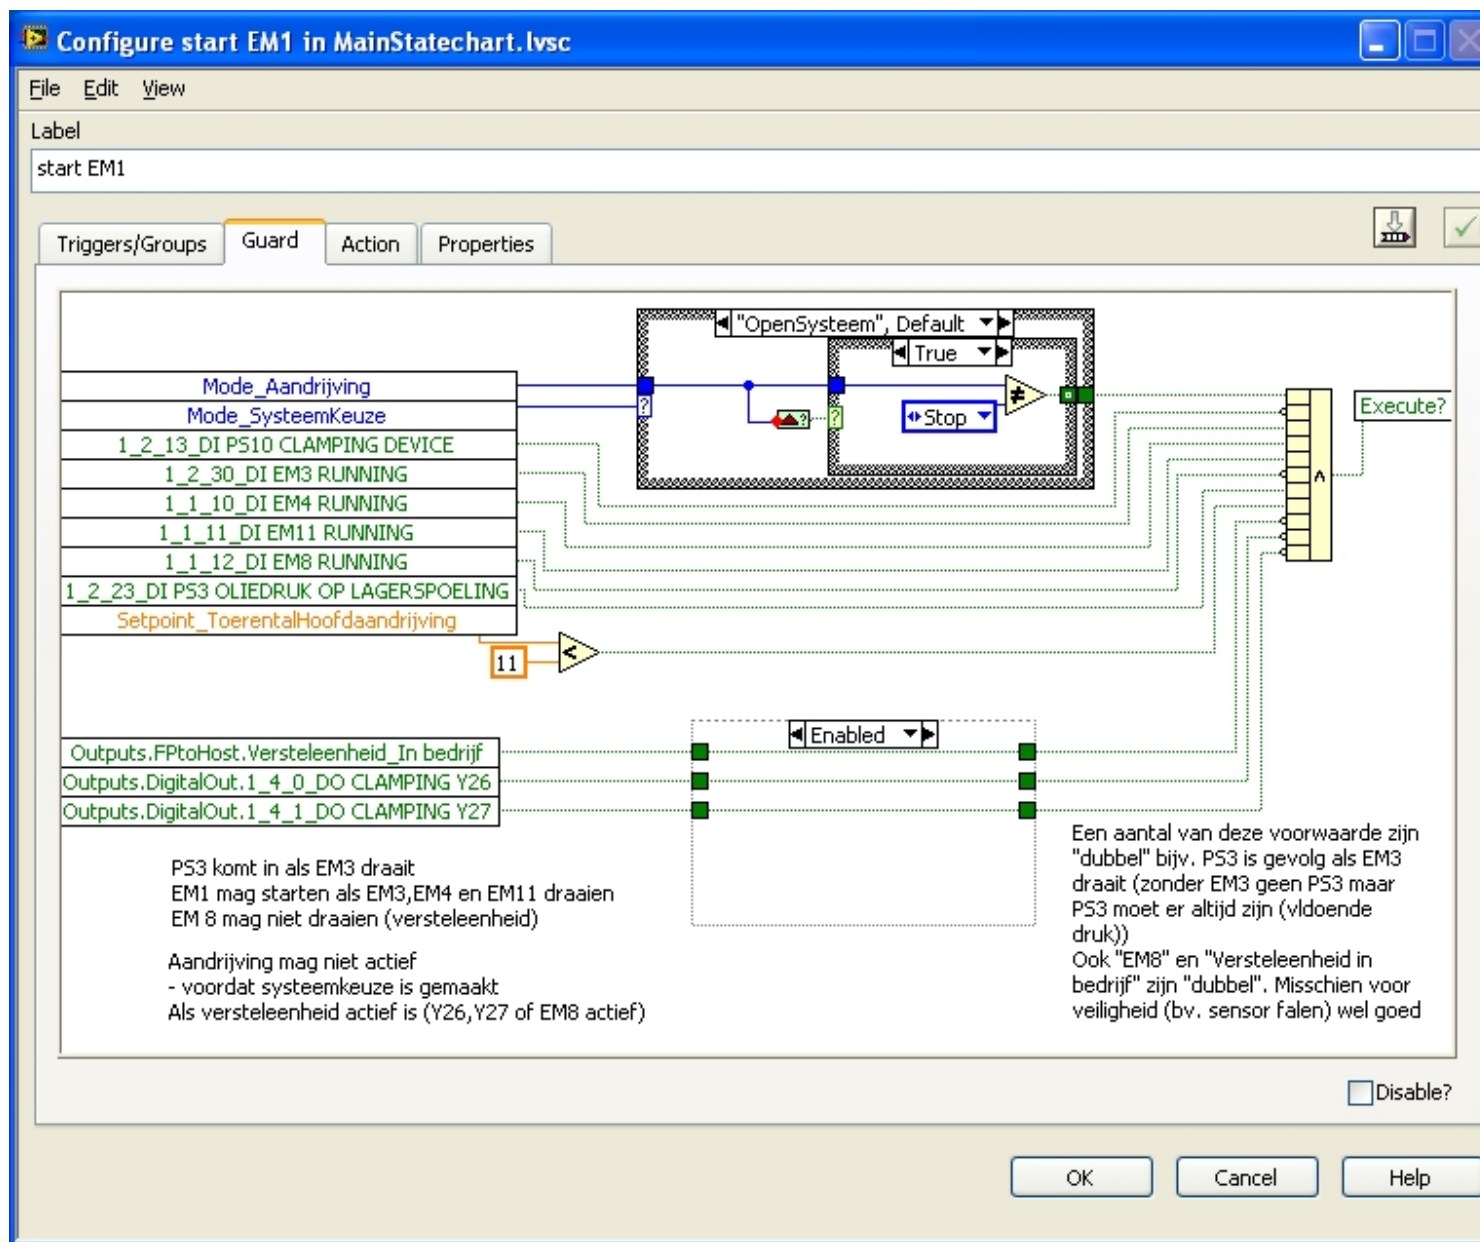 Configure start EM1 in MainStatechart.lvsc
File Edit View
Label
start EM1
Triggers/Groups Guard Action Properties
"OpenSysteem", Default
True
Mode_Aandrijving
Mode_SysteemKeuze
?
?
?
≠
Stop
Execute?
1_2_13_DI PS10 CLAMPING DEVICE
1_2_30_DI EM3 RUNNING
1_1_10_DI EM4 RUNNING
1_1_11_DI EM11 RUNNING
1_1_12_DI EM8 RUNNING
1_2_23_DI PS3 OLIEDRUK OP LAGERSPOELING
Setpoint_ToerentalHoofdaandrijving
∧
11
<
Enabled
Outputs.FPtoHost.Versteleenheid_In bedrijf
Outputs.DigitalOut.1_4_0_DO CLAMPING Y26
Outputs.DigitalOut.1_4_1_DO CLAMPING Y27
PS3 komt in als EM3 draait
EM1 mag starten als EM3,EM4 en EM11 draaien
EM 8 mag niet draaien (versteleenheid)
Aandrijving mag niet actief
- voordat systeemkeuze is gemaakt
Als versteleenheid actief is (Y26,Y27 of EM8 actief)
Een aantal van deze voorwaarde zijn
"dubbel" bijv. PS3 is gevolg als EM3
draait (zonder EM3 geen PS3 maar
PS3 moet er altijd zijn (vldoende
druk))
Ook "EM8" en "Versteleenheid in
bedrijf" zijn "dubbel". Misschien voor
veiligheid (bv. sensor falen) wel goed
Disable?
OK Cancel Help